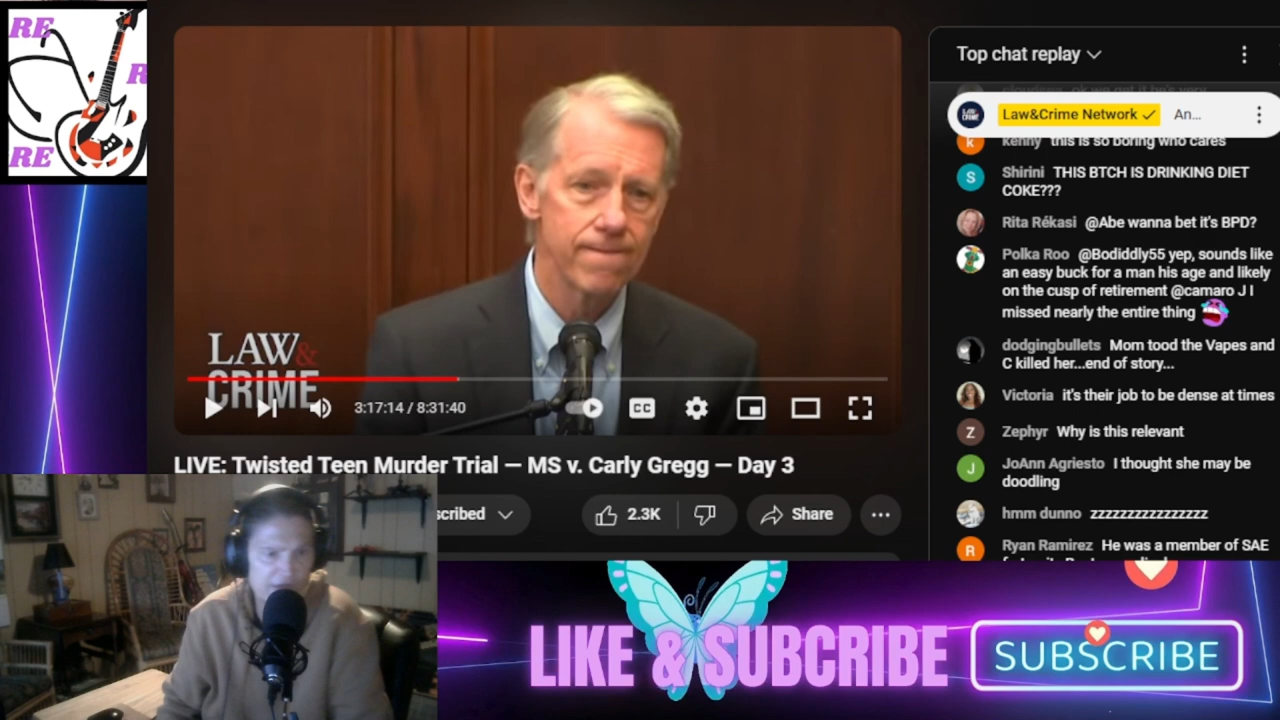 RE
R
RE
LAW&
CRIME
3:17:14 / 8:31:40
CC
LIVE: Twisted Teen Murder Trial — MS v. Carly Gregg — Day 3
scribed
2.3K
Share
Top chat replay
Law&Crime Network
An...
kenny this is so boring who cares
S
Shirini THIS BTCH IS DRINKING DIET
COKE???
Rita Rékasi @Abe wanna bet it's BPD?
Polka Roo @Bodiddly55 yep, sounds like
an easy buck for a man his age and likely
on the cusp of retirement @camaro J I
missed nearly the entire thing
dodgingbullets Mom tood the Vapes and
C killed her...end of story...
Victoria it's their job to be dense at times
Z
Zephyr Why is this relevant
J
JoAnn Agriesto I thought she may be
doodling
hmm dunno zzzzzzzzzzzzzzzz
R
Ryan Ramirez He was a member of SAE
LIKE & SUBCRIBE
SUBSCRIBE